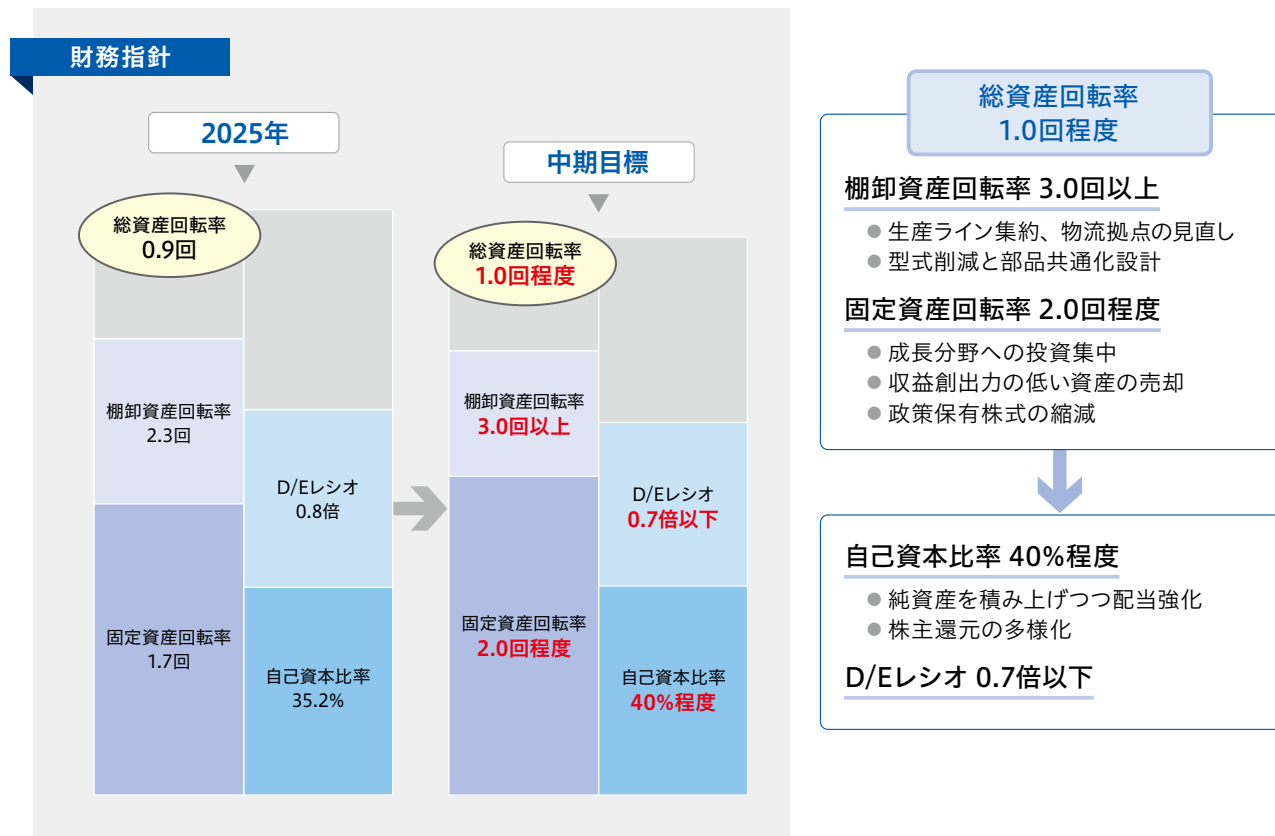 財務指針
2025年
総資産回転率
0.9回
棚卸資産回転率
2.3回
固定資産回転率
1.7回
D/Eレシオ
0.8倍
自己資本比率
35.2%
中期目標
総資産回転率
1.0回程度
棚卸資産回転率
3.0回以上
固定資産回転率
2.0回程度
D/Eレシオ
0.7倍以下
自己資本比率
40%程度
総資産回転率
1.0回程度
棚卸資産回転率 3.0回以上
● 生産ライン集約、物流拠点の見直し
● 型式削減と部品共通化設計
固定資産回転率 2.0回程度
● 成長分野への投資集中
● 収益創出力の低い資産の売却
● 政策保有株式の縮減
自己資本比率 40%程度
● 純資産を積み上げつつ配当強化
● 株主還元の多様化
D/Eレシオ 0.7倍以下